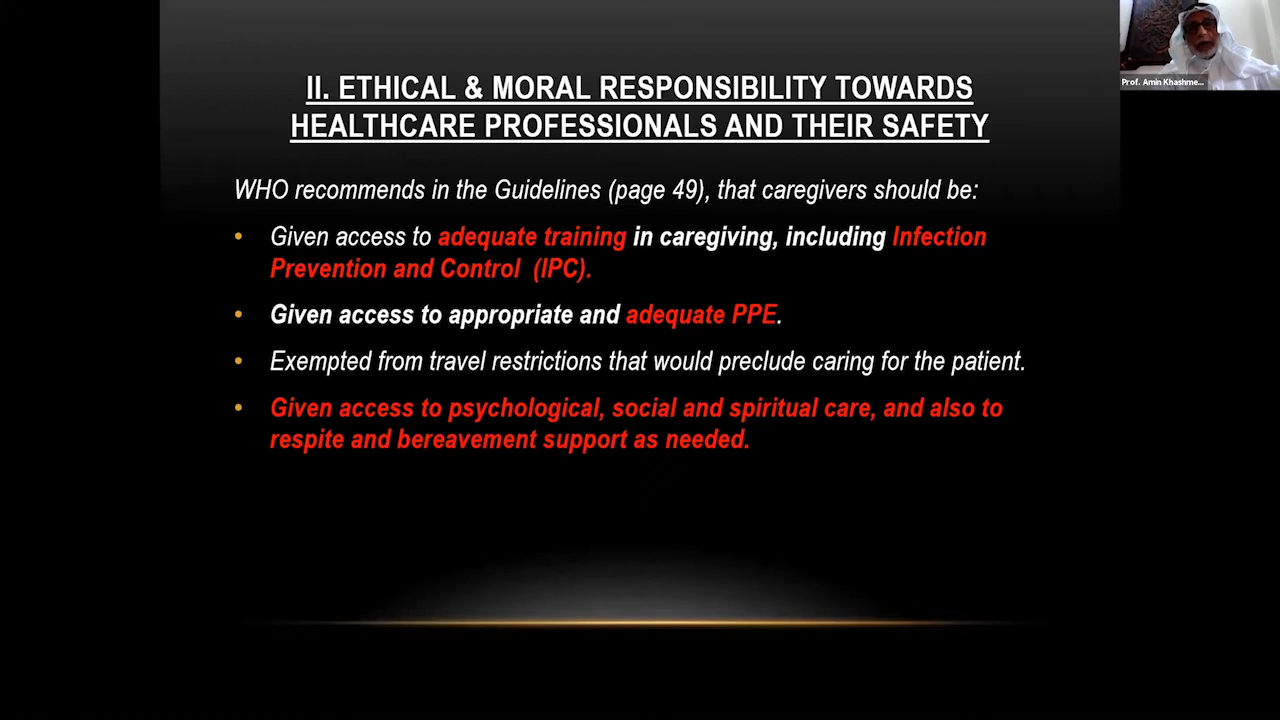 II. ETHICAL & MORAL RESPONSIBILITY TOWARDS
HEALTHCARE PROFESSIONALS AND THEIR SAFETY
Prof. Amin Khashme...
WHO recommends in the Guidelines (page 49), that caregivers should be:
• Given access to adequate training in caregiving, including Infection
Prevention and Control (IPC).
• Given access to appropriate and adequate PPE.
• Exempted from travel restrictions that would preclude caring for the patient.
• Given access to psychological, social and spiritual care, and also to
respite and bereavement support as needed.